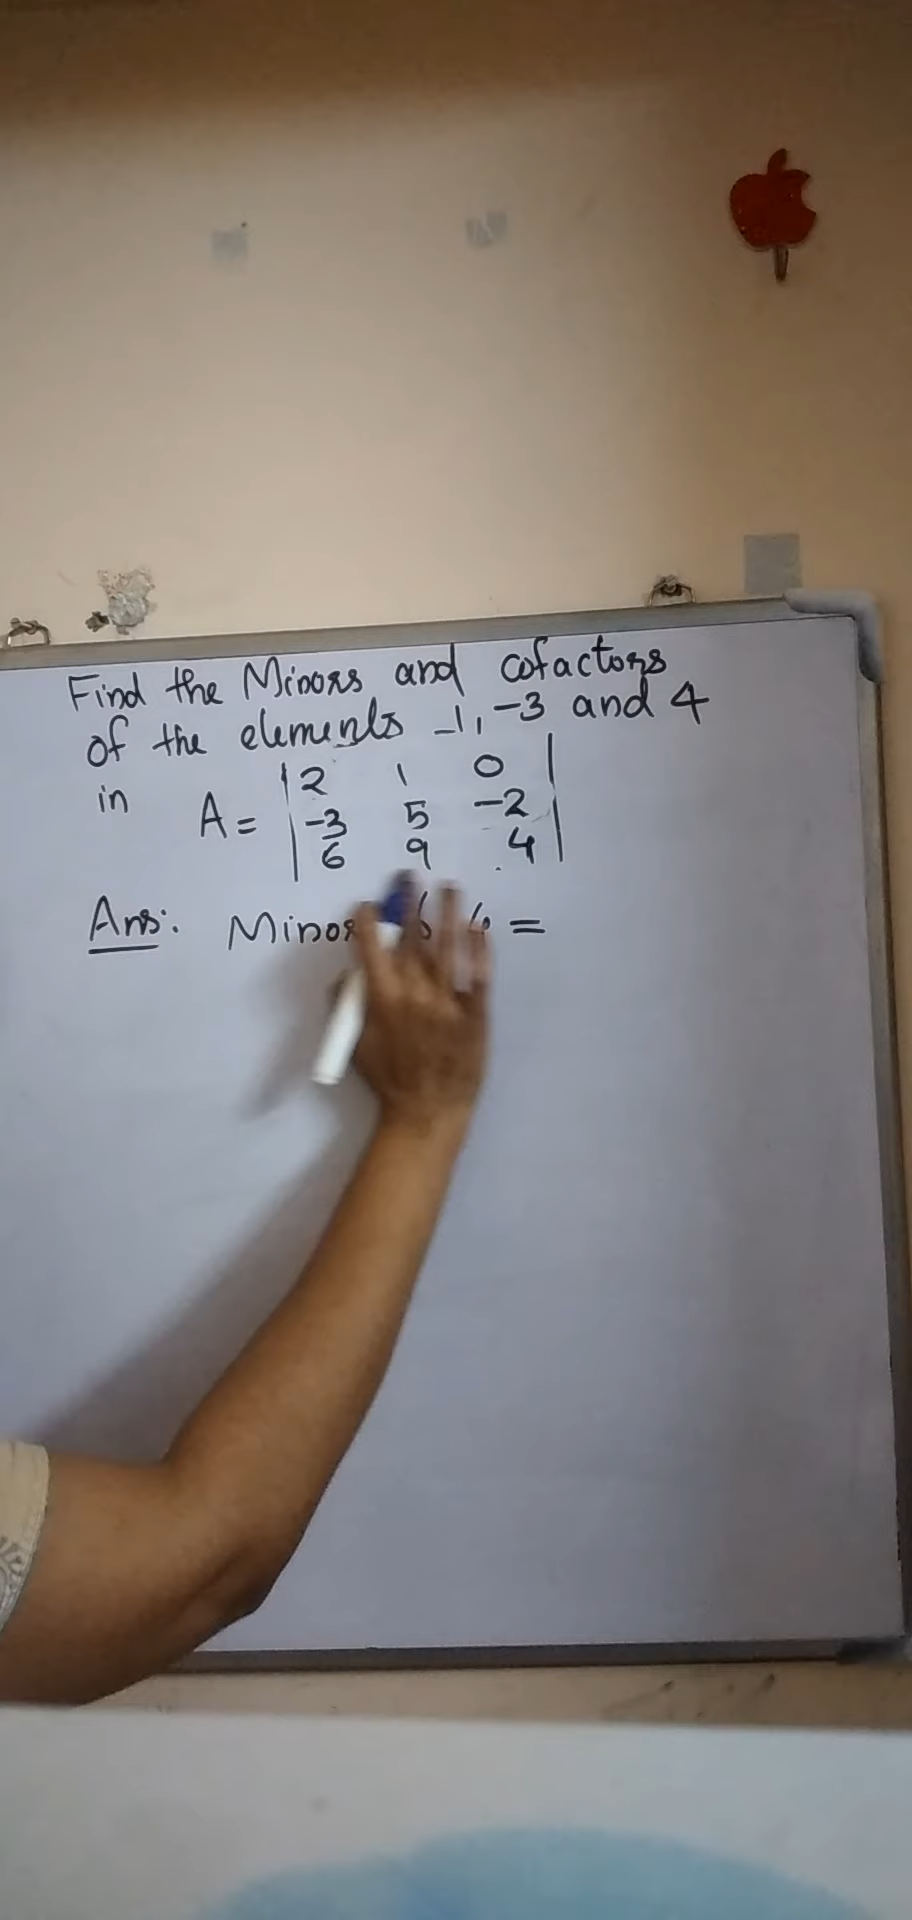 Find the Minors and cofactors
of the elements -1, -3 and 4
in A = | 2 1 0 |
| -3 5 -2 |
| 6 9 4 |
Ans: Minor =